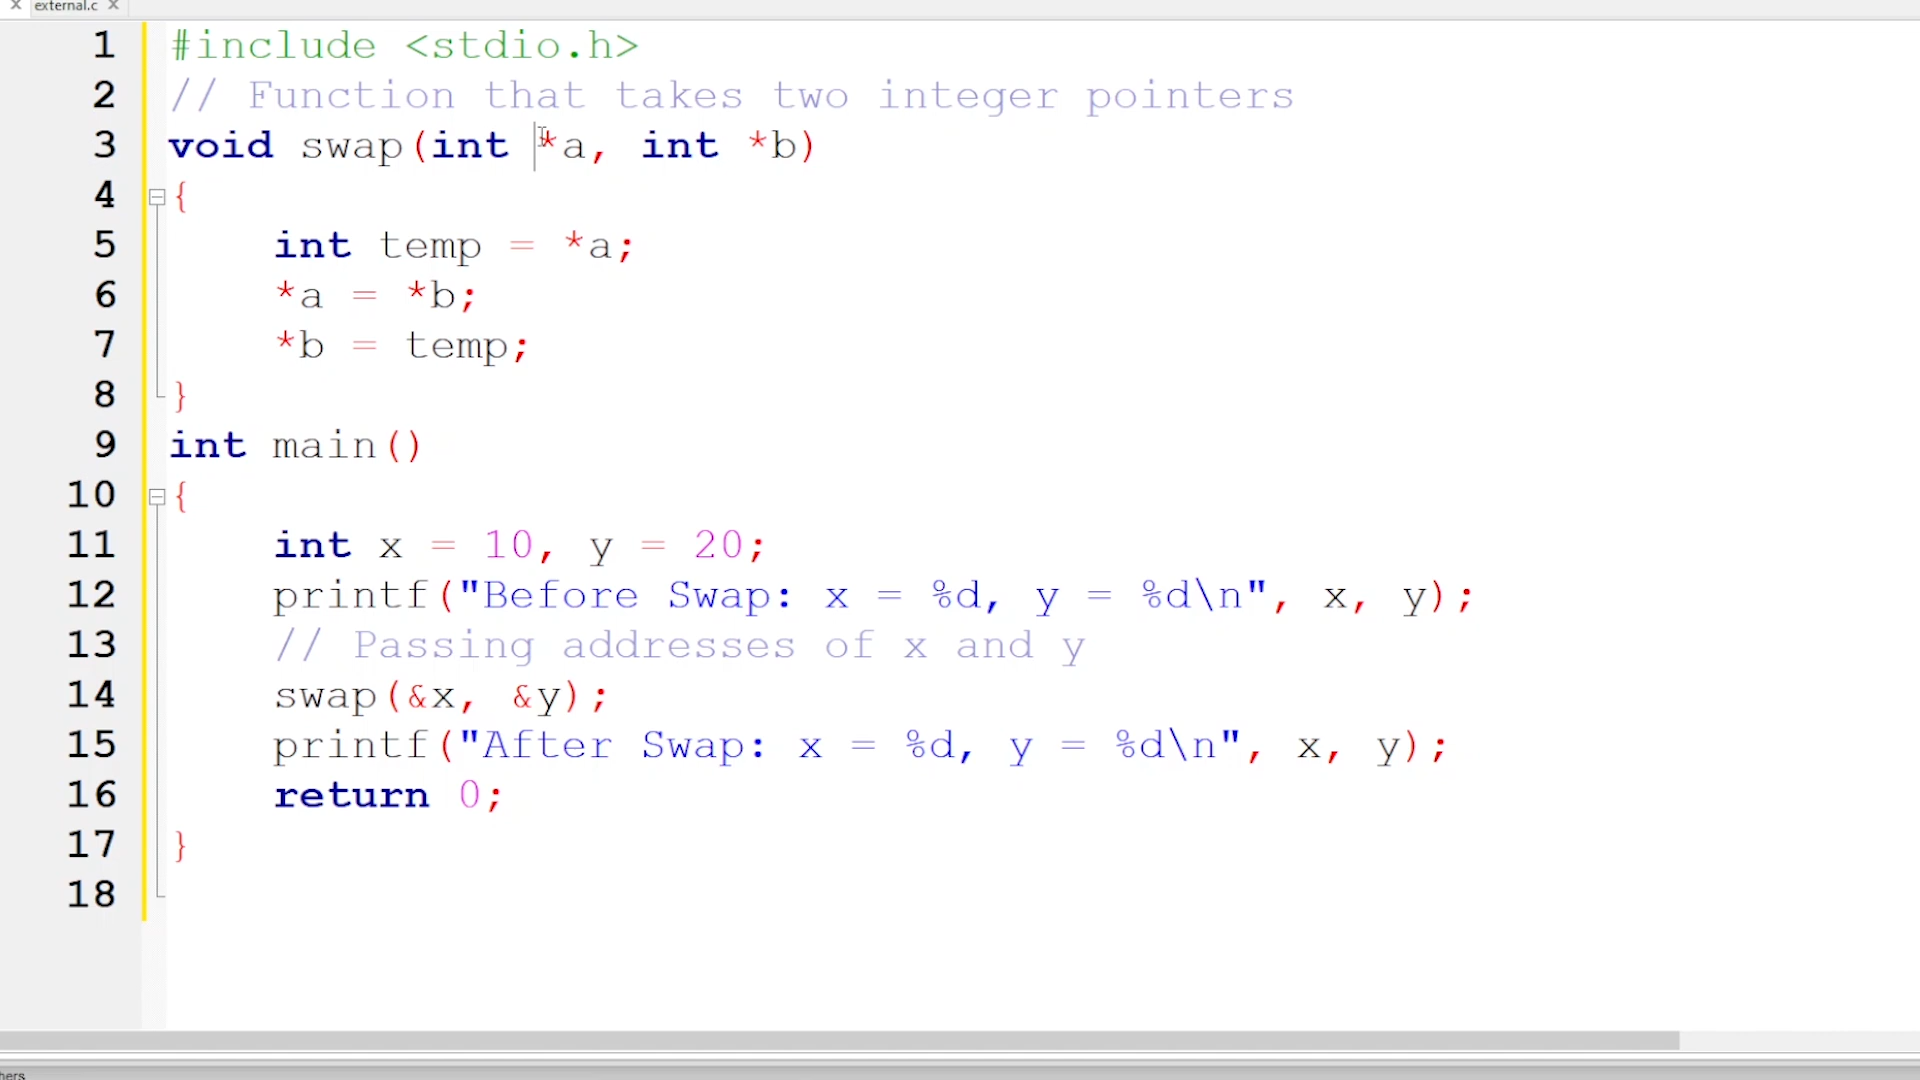 external.c
1 #include <stdio.h>
2 // Function that takes two integer pointers
3 void swap(int *a, int *b)
4 {
5 int temp = *a;
6 *a = *b;
7 *b = temp;
8 }
9 int main()
10 {
11 int x = 10, y = 20;
12 printf("Before Swap: x = %d, y = %d\n", x, y);
13 // Passing addresses of x and y
14 swap(&x, &y);
15 printf("After Swap: x = %d, y = %d\n", x, y);
16 return 0;
17 }
18